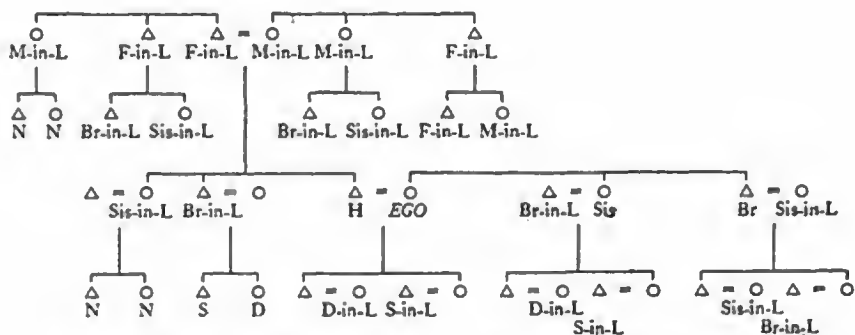 M-in-L F-in-L F-in-L M-in-L M-in-L F-in-L
N N Br-in-L Sis-in-L Br-in-L Sis-in-L F-in-L M-in-L
Sis-in-L Br-in-L H EGO Br-in-L Sis Br Sis-in-L
N N S D D-in-L S-in-L D-in-L Sis-in-L
S-in-L Br-in-L